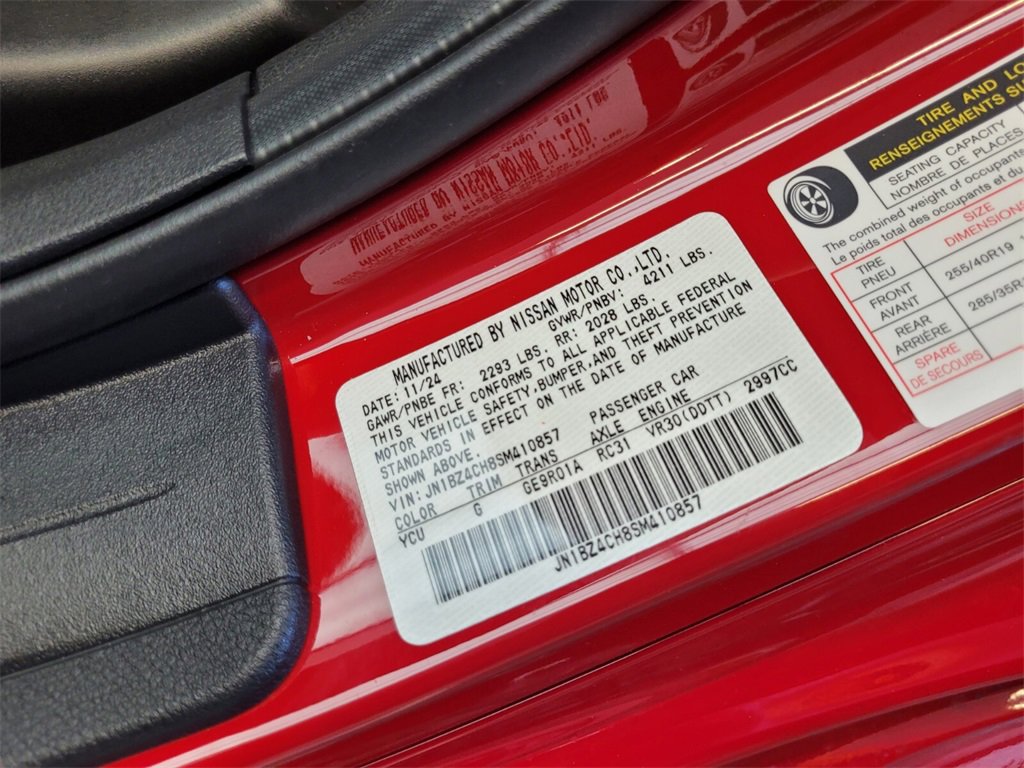 MANUFACTURED BY NISSAN MOTOR CO.,LTD.
DATE: 11/24 GVWR/PNBV: 4211 LBS.
GAWR/PNBE FR: 2293 LBS. RR: 2028 LBS.
THIS VEHICLE CONFORMS TO ALL APPLICABLE FEDERAL
MOTOR VEHICLE SAFETY,BUMPER,AND THEFT PREVENTION
STANDARDS IN EFFECT ON THE DATE OF MANUFACTURE
SHOWN ABOVE.
VIN: JN1BZ4CH8SM410857 PASSENGER CAR
COLOR TRIM TRANS AXLE ENGINE
YCU G GE9R01A RC31 VR30(DDTT) 2997CC
JN1BZ4CH8SM410857
TIRE AND
RENSEIGNEMENTS
SEATING CAPACITY
NOMBRE DE PLACES
The combined weight of occupants
Le poids total des occupants et du
TIRE
PNEU
SIZE
DIMENSIONS
FRONT
AVANT
255/40R19
REAR
ARRIÈRE
285/35R
SPARE
DE SECOURS